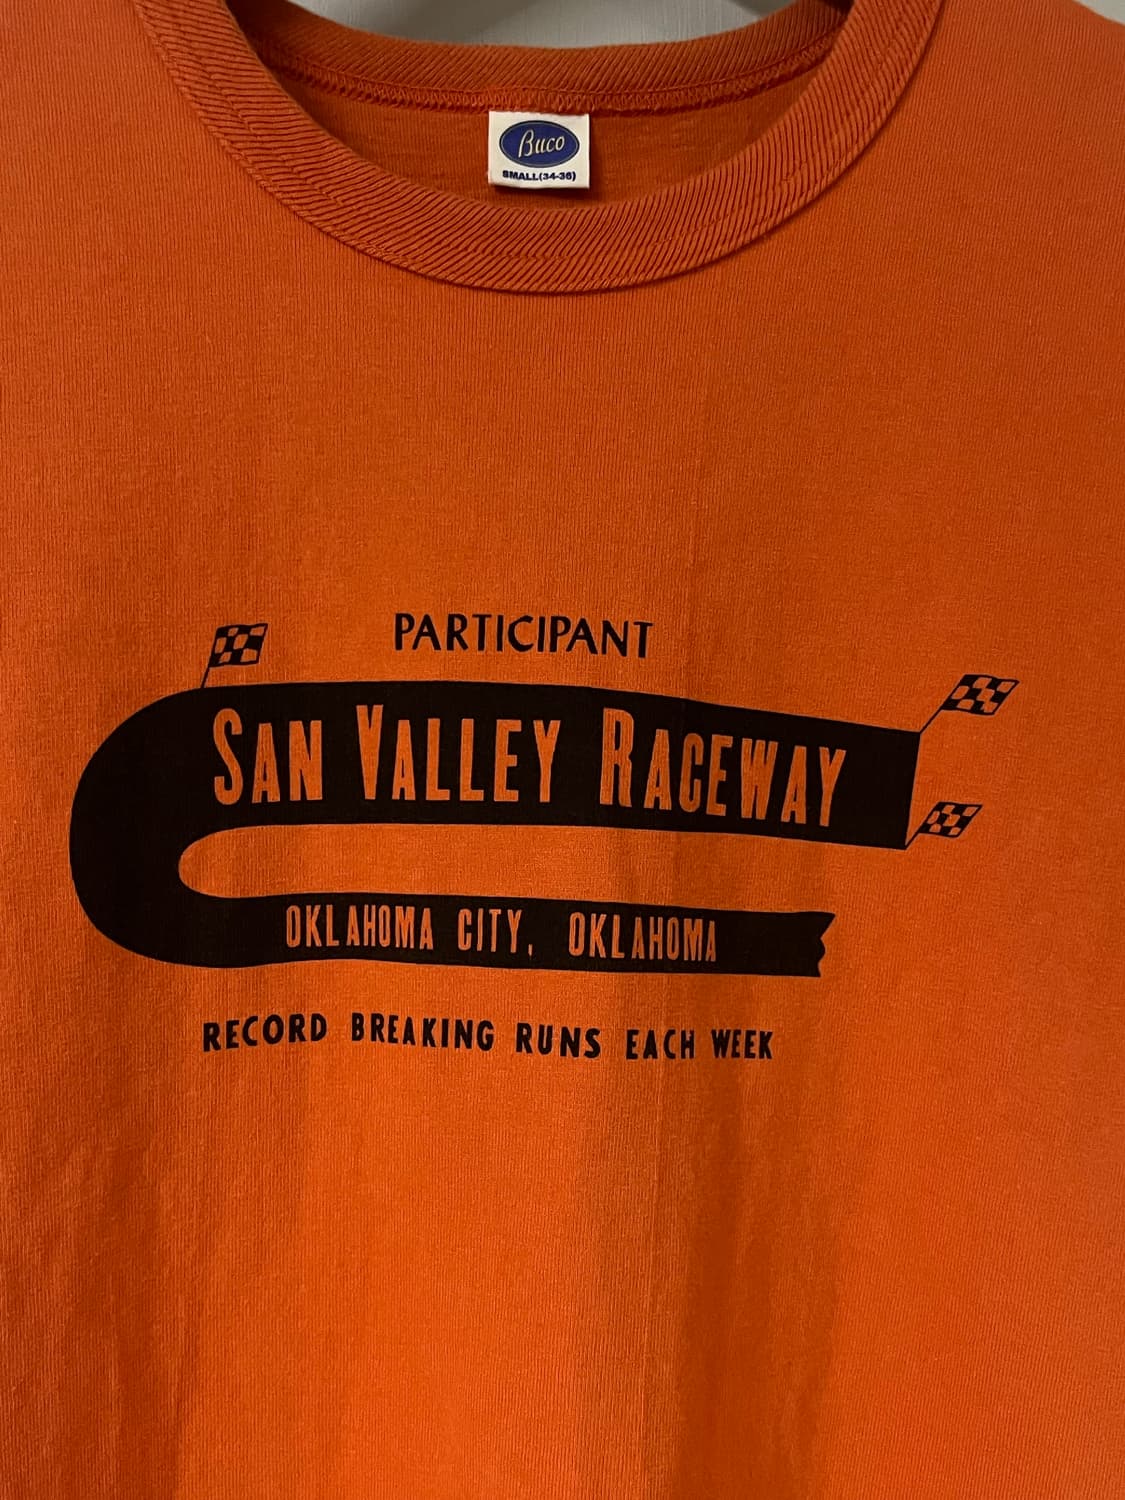 Buco
SMALL(34-36)
PARTICIPANT
SAN VALLEY RACEWAY
OKLAHOMA CITY, OKLAHOMA
RECORD BREAKING RUNS EACH WEEK